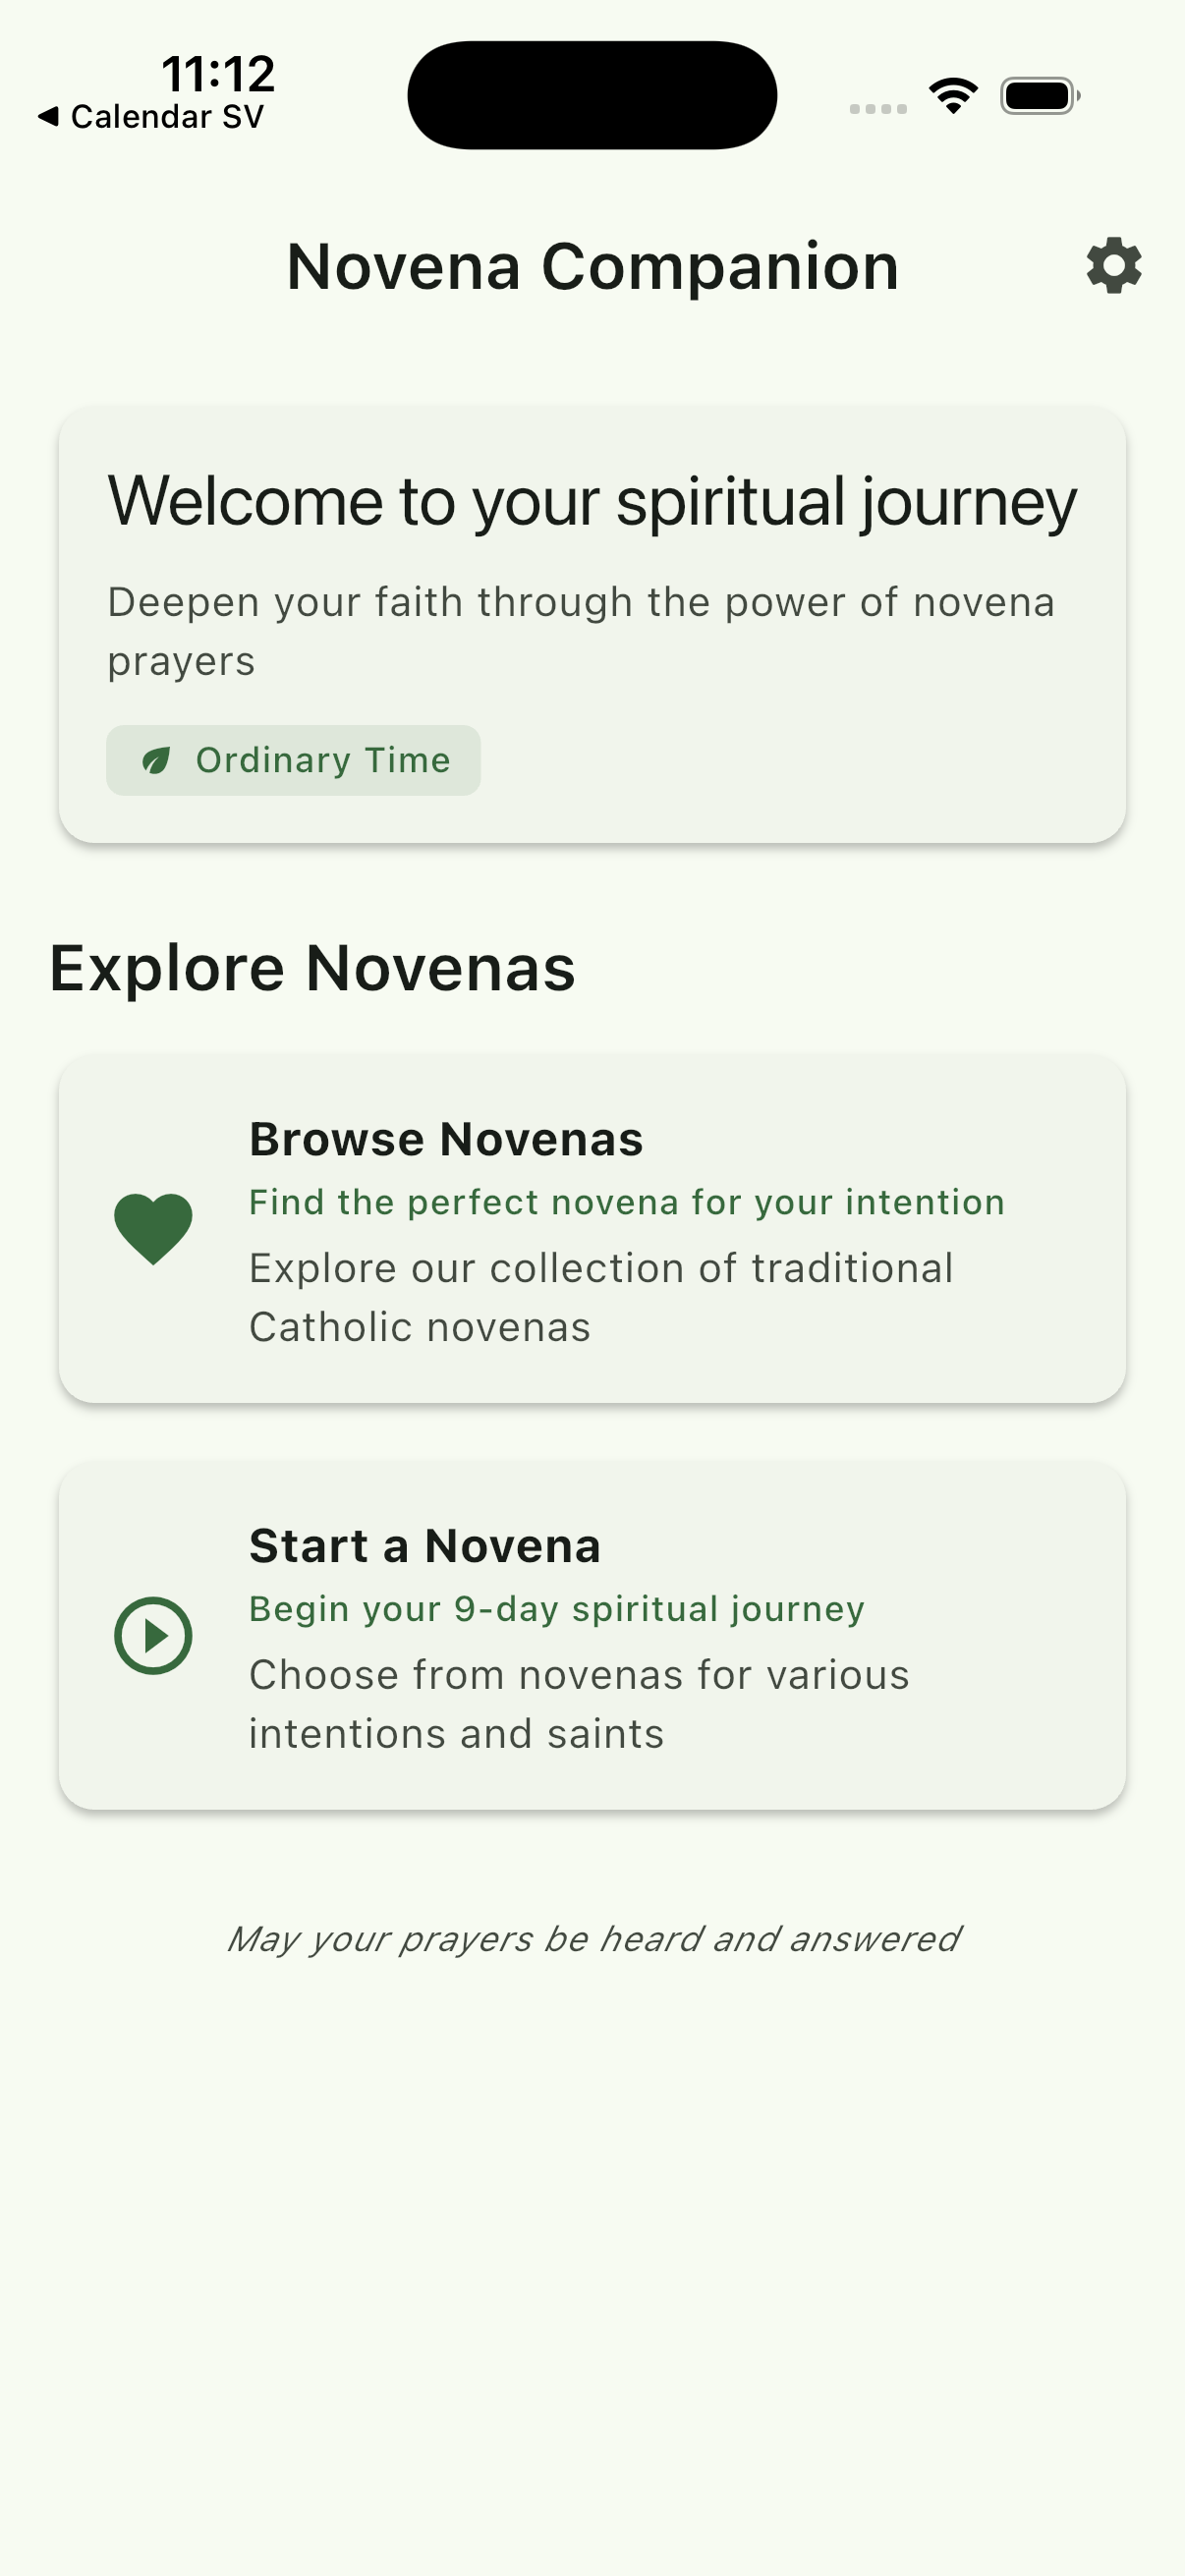 11:12
Calendar SV
Novena Companion
Welcome to your spiritual journey
Deepen your faith through the power of novena
prayers
Ordinary Time
Explore Novenas
Browse Novenas
Find the perfect novena for your intention
Explore our collection of traditional
Catholic novenas
Start a Novena
Begin your 9-day spiritual journey
Choose from novenas for various
intentions and saints
May your prayers be heard and answered